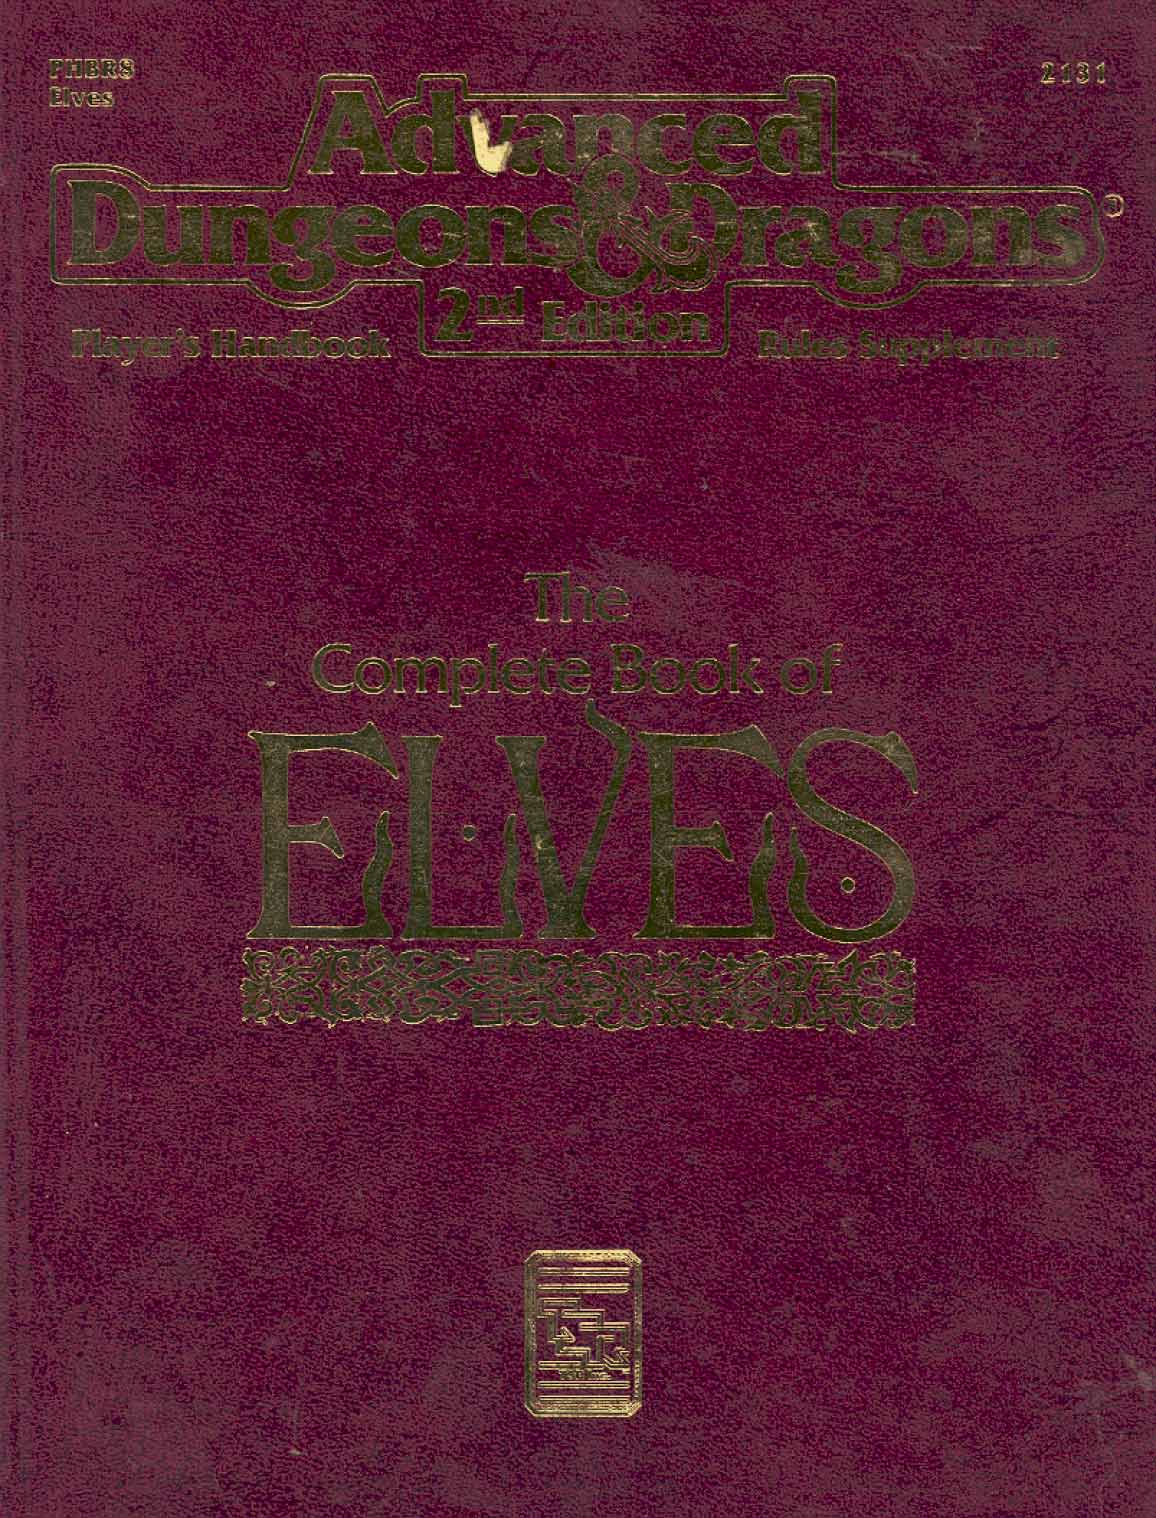 PHBR8
Elves
2131
Advanced
Dungeons & Dragons®
2nd Edition
Player's Handbook
Rules Supplement
The
Complete Book of
ELVES
TSR
TSR Inc.